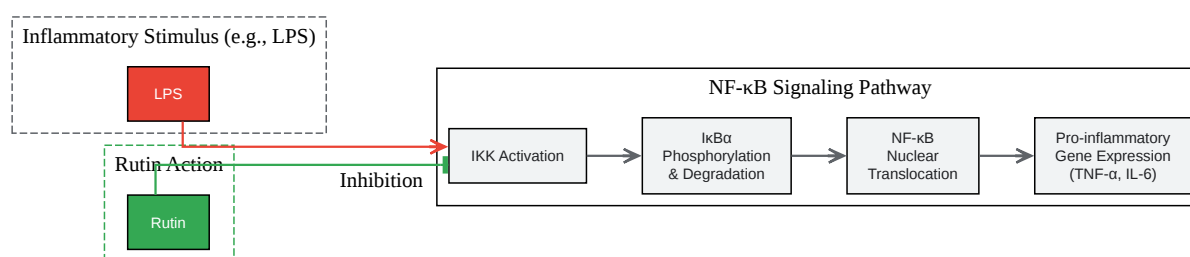 Inflammatory Stimulus (e.g., LPS)
LPS
Rutin Action
Rutin
Inhibition
NF-κB Signaling Pathway
IKK Activation
IκBα
Phosphorylation
& Degradation
NF-κB
Nuclear
Translocation
Pro-inflammatory
Gene Expression
(TNF-α, IL-6)